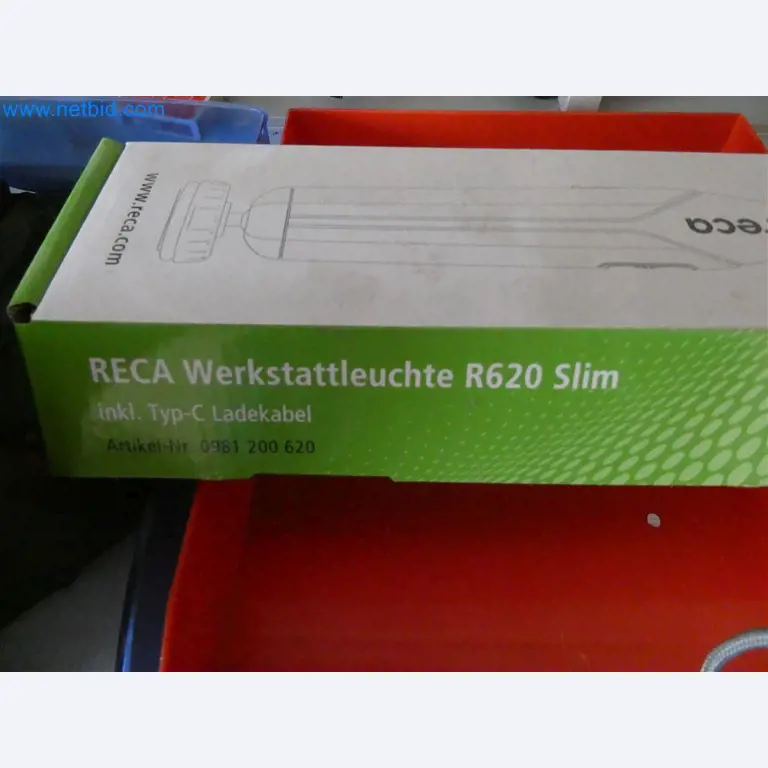 www.netbid.com
www.reca.com
reca
RECA Werkstattleuchte R620 Slim
inkl. Typ-C Ladekabel
Artikel-Nr. 0981 200 620